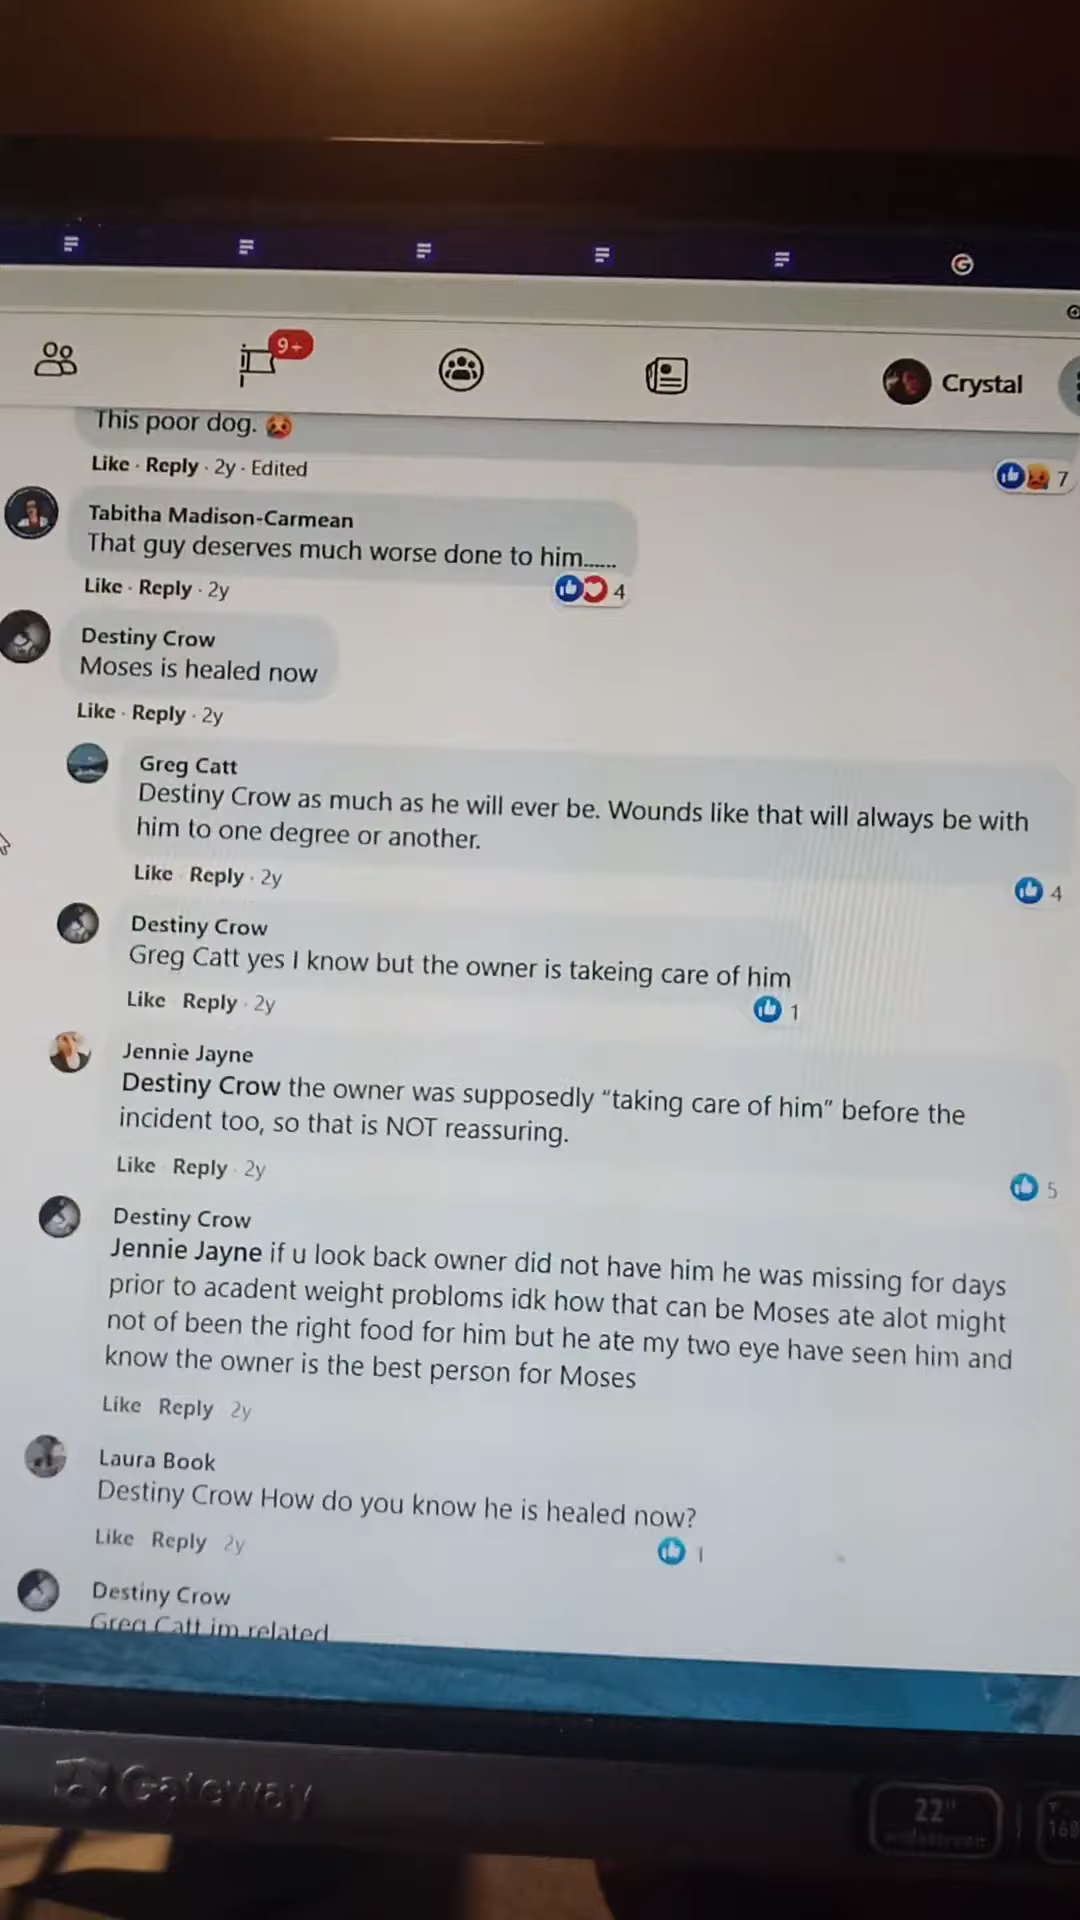 9+
Crystal
This poor dog.
Like · Reply · 2y · Edited
7
Tabitha Madison-Carmean
That guy deserves much worse done to him......
Like · Reply · 2y
4
Destiny Crow
Moses is healed now
Like · Reply · 2y
Greg Catt
Destiny Crow as much as he will ever be. Wounds like that will always be with
him to one degree or another.
Like Reply · 2y
4
Destiny Crow
Greg Catt yes I know but the owner is takeing care of him
Like Reply · 2y
1
Jennie Jayne
Destiny Crow the owner was supposedly “taking care of him” before the
incident too, so that is NOT reassuring.
Like Reply 2y
5
Destiny Crow
Jennie Jayne if u look back owner did not have him he was missing for days
prior to acadent weight probloms idk how that can be Moses ate alot might
not of been the right food for him but he ate my two eye have seen him and
know the owner is the best person for Moses
Like Reply 2y
Laura Book
Destiny Crow How do you know he is healed now?
Like Reply 2y
1
Destiny Crow
Greg Catt im related
Gateway
22"
widescreen
168